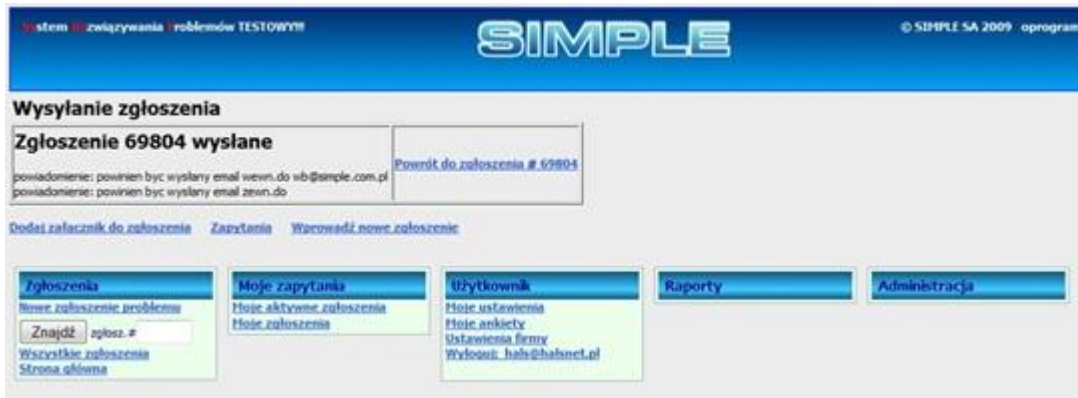 System Rozwiązywania Problemów TESTOWY!!!
SIMPLE
© SIMPLE SA 2009 oprogram
Wysyłanie zgłoszenia
Zgłoszenie 69804 wysłane
powiadomienie: powinien byc wyslany email wewn.do wb@simple.com.pl
powiadomienie: powinien byc wyslany email zewn.do
Powrót do zgłoszenia # 69804
Dodaj załacznik do zgłoszenia Zapytania Wprowadź nowe zgłoszenie
Zgłoszenia
Nowe zgłoszenie problemu
Znajdź zgłosz. #
Wszystkie zgłoszenia
Strona główna
Moje zapytania
Moje aktywne zgłoszenia
Moje zgłoszenia
Użytkownik
Moje ustawienia
Moje ankiety
Ustawienia firmy
Wyloguj: hals@halsnet.pl
Raporty
Administracja